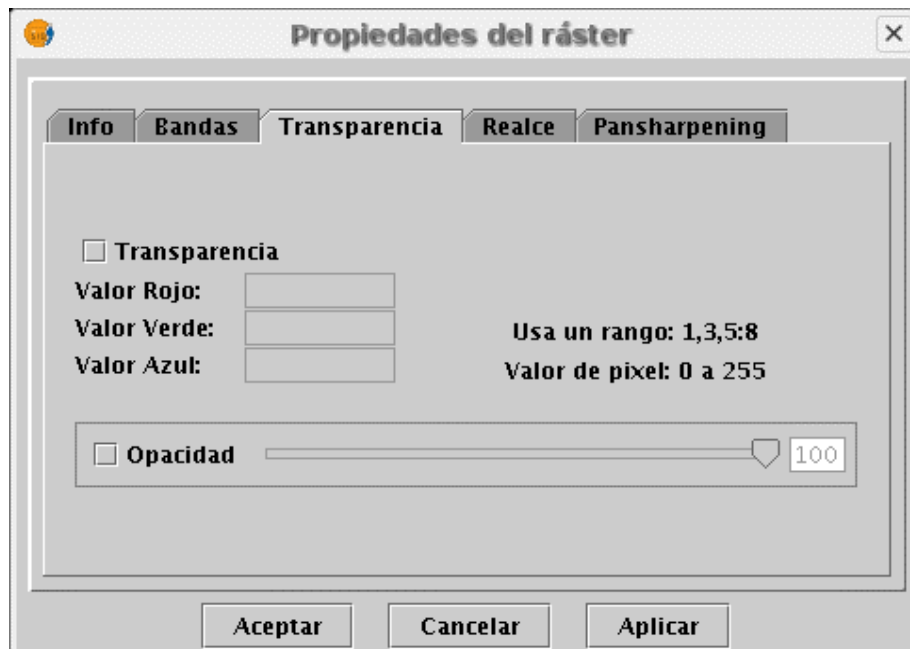 Propiedades del ráster
Info Bandas Transparencia Realce Pansharpening
Transparencia
Valor Rojo:
Valor Verde:
Valor Azul:
Usa un rango: 1,3,5:8
Valor de pixel: 0 a 255
Opacidad 100
Aceptar Cancelar Aplicar